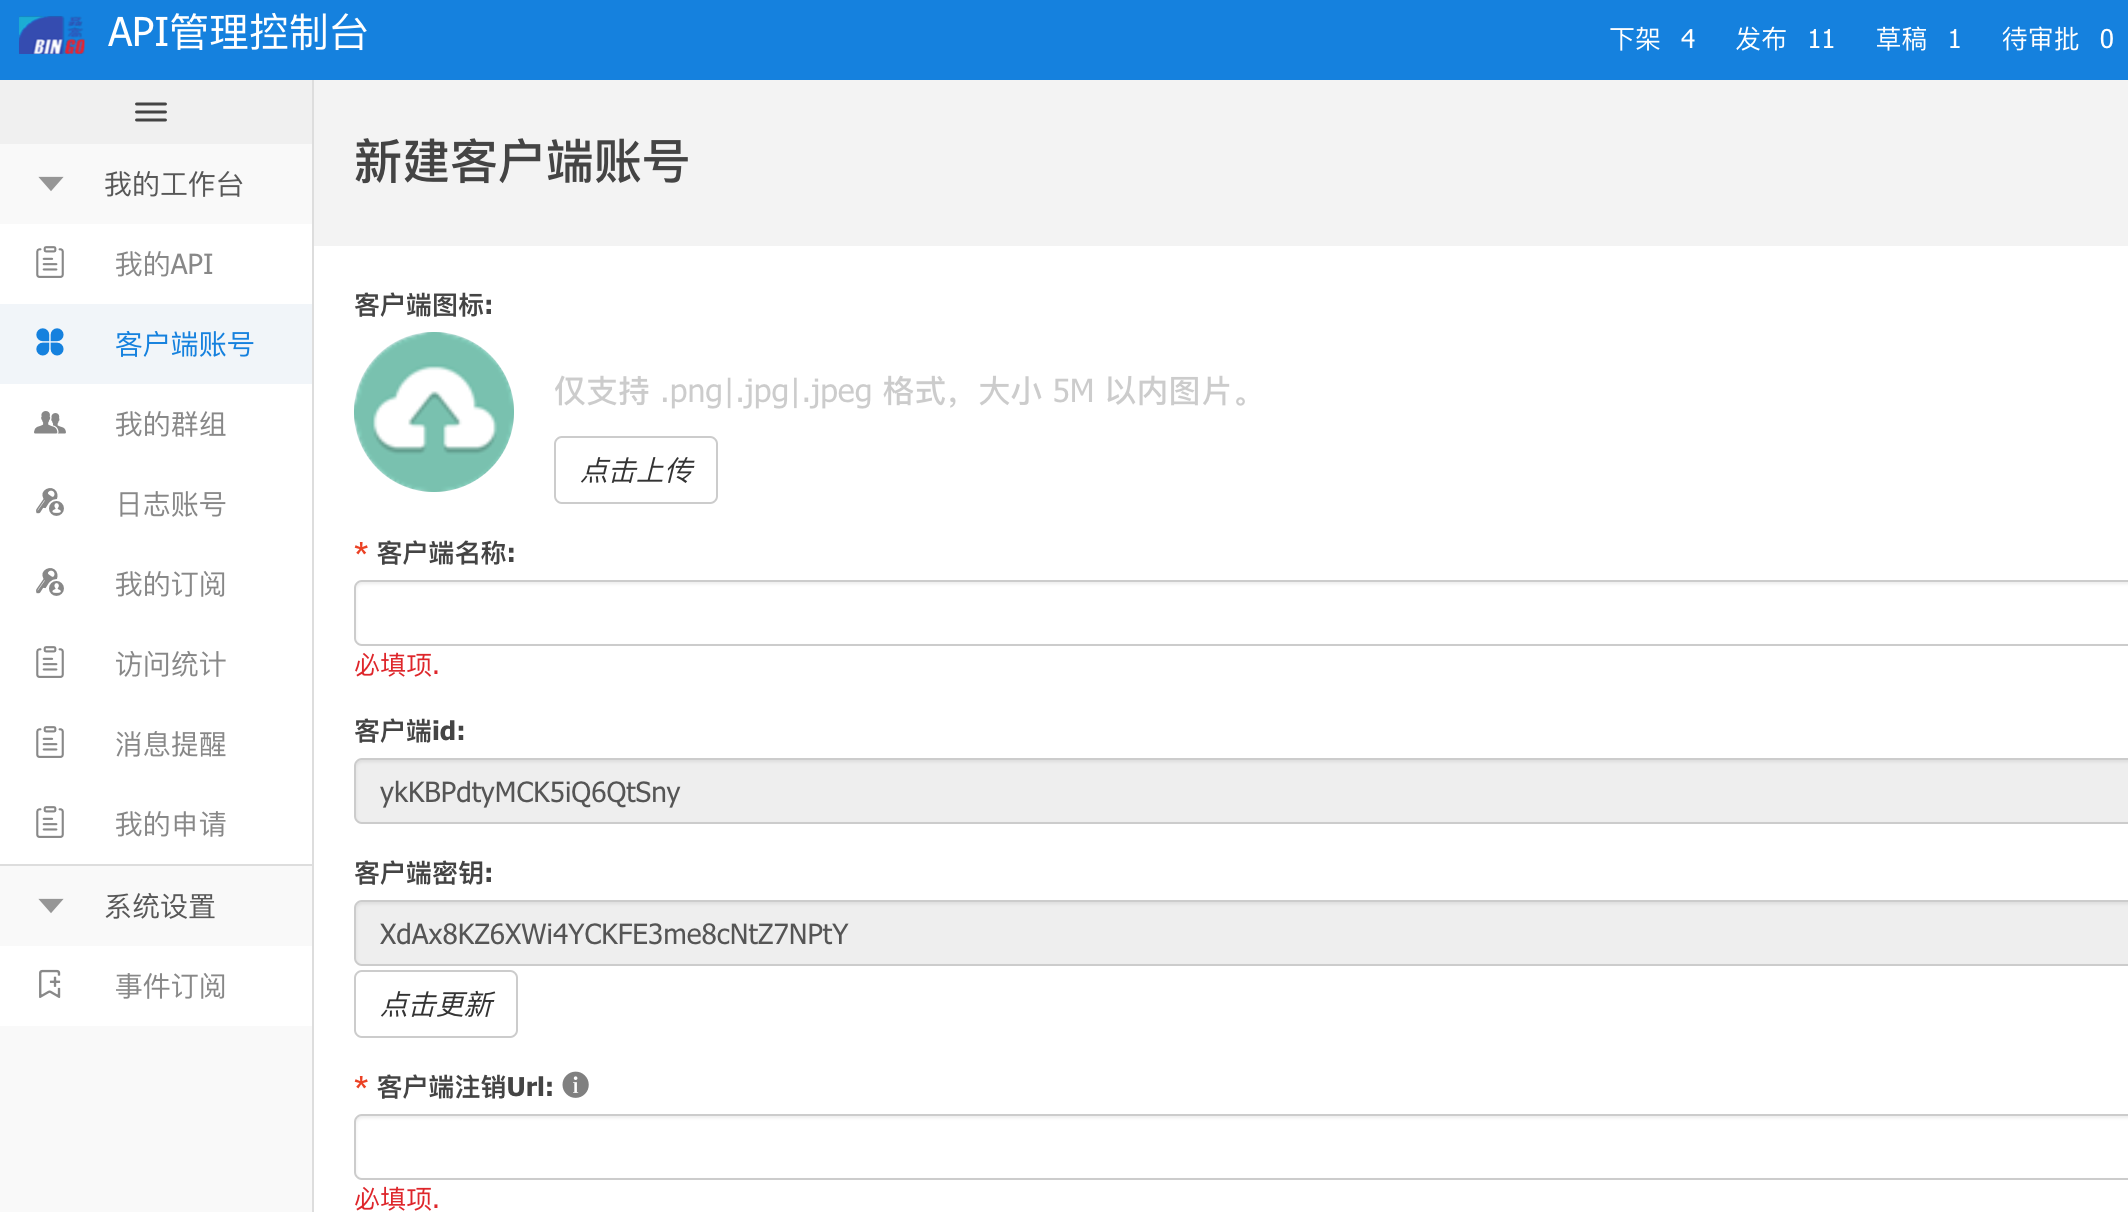 BINGO
API管理控制台
下架 4 发布 11 草稿 1 待审批 0
我的工作台
我的API
客户端账号
我的群组
日志账号
我的订阅
访问统计
消息提醒
我的申请
系统设置
事件订阅
新建客户端账号
客户端图标:
仅支持 .png|.jpg|.jpeg 格式，大小 5M 以内图片。
点击上传
* 客户端名称:
必填项.
客户端id:
ykKBPdtyMCK5iQ6QtSny
客户端密钥:
XdAx8KZ6XWi4YCKFE3me8cNtZ7NPtY
点击更新
* 客户端注销Url:
必填项.